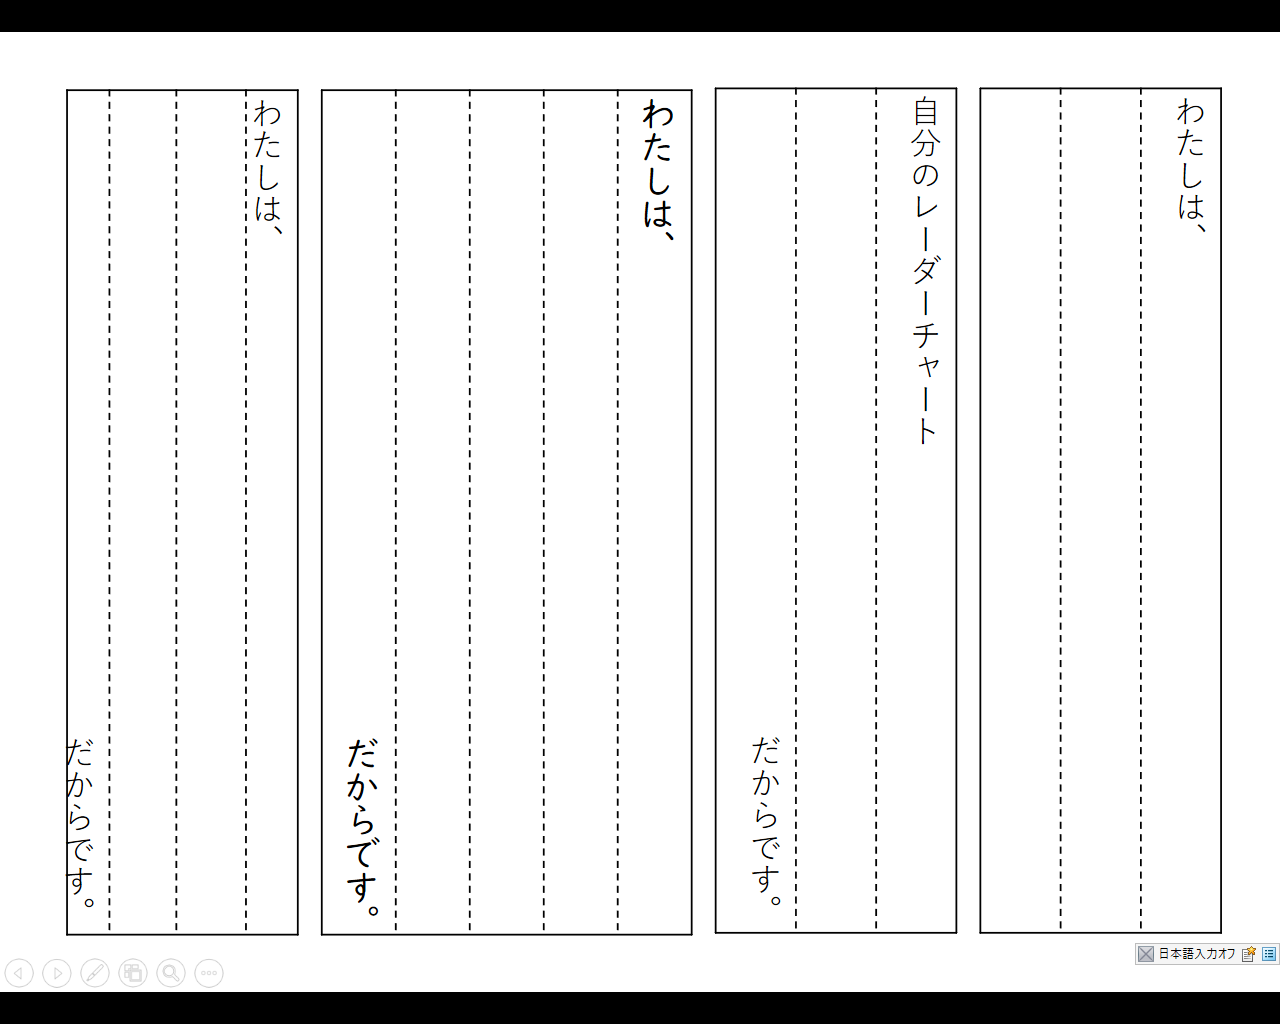 わたしは、
自分のレーダーチャート
だからです。
わたしは、
だからです。
わたしは、
だからです。
日本語入力オフ